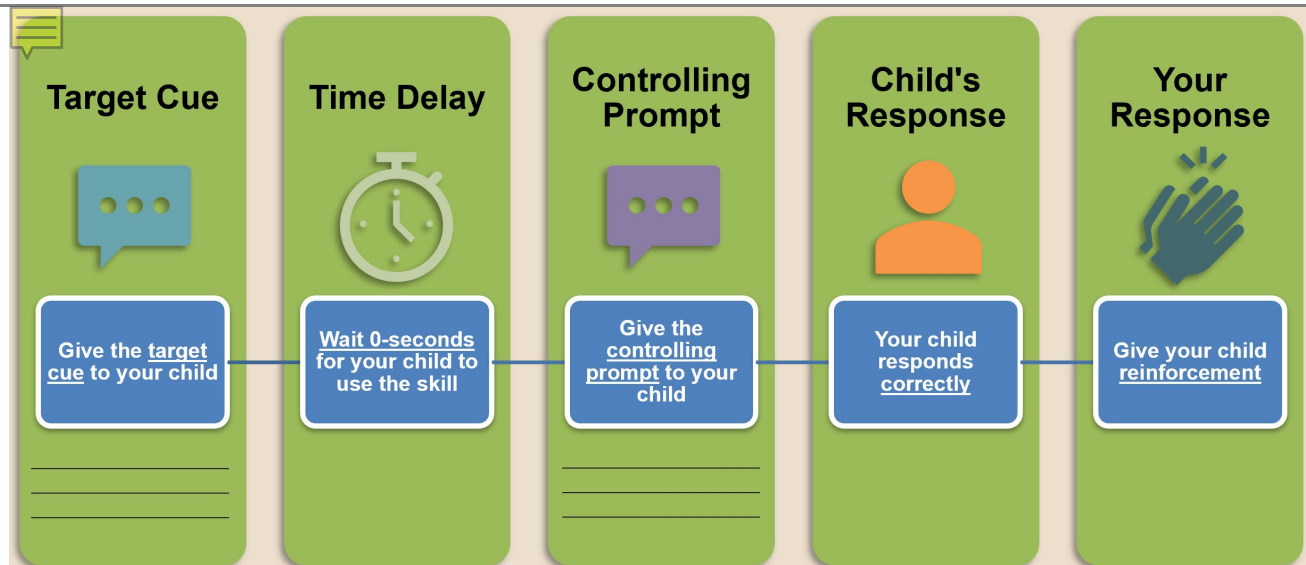 Target Cue
Give the target
cue to your child
Time Delay
Wait 0-seconds
for your child to
use the skill
Controlling
Prompt
Give the
controlling
prompt to your
child
Child's
Response
Your child
responds
correctly
Your
Response
Give your child
reinforcement